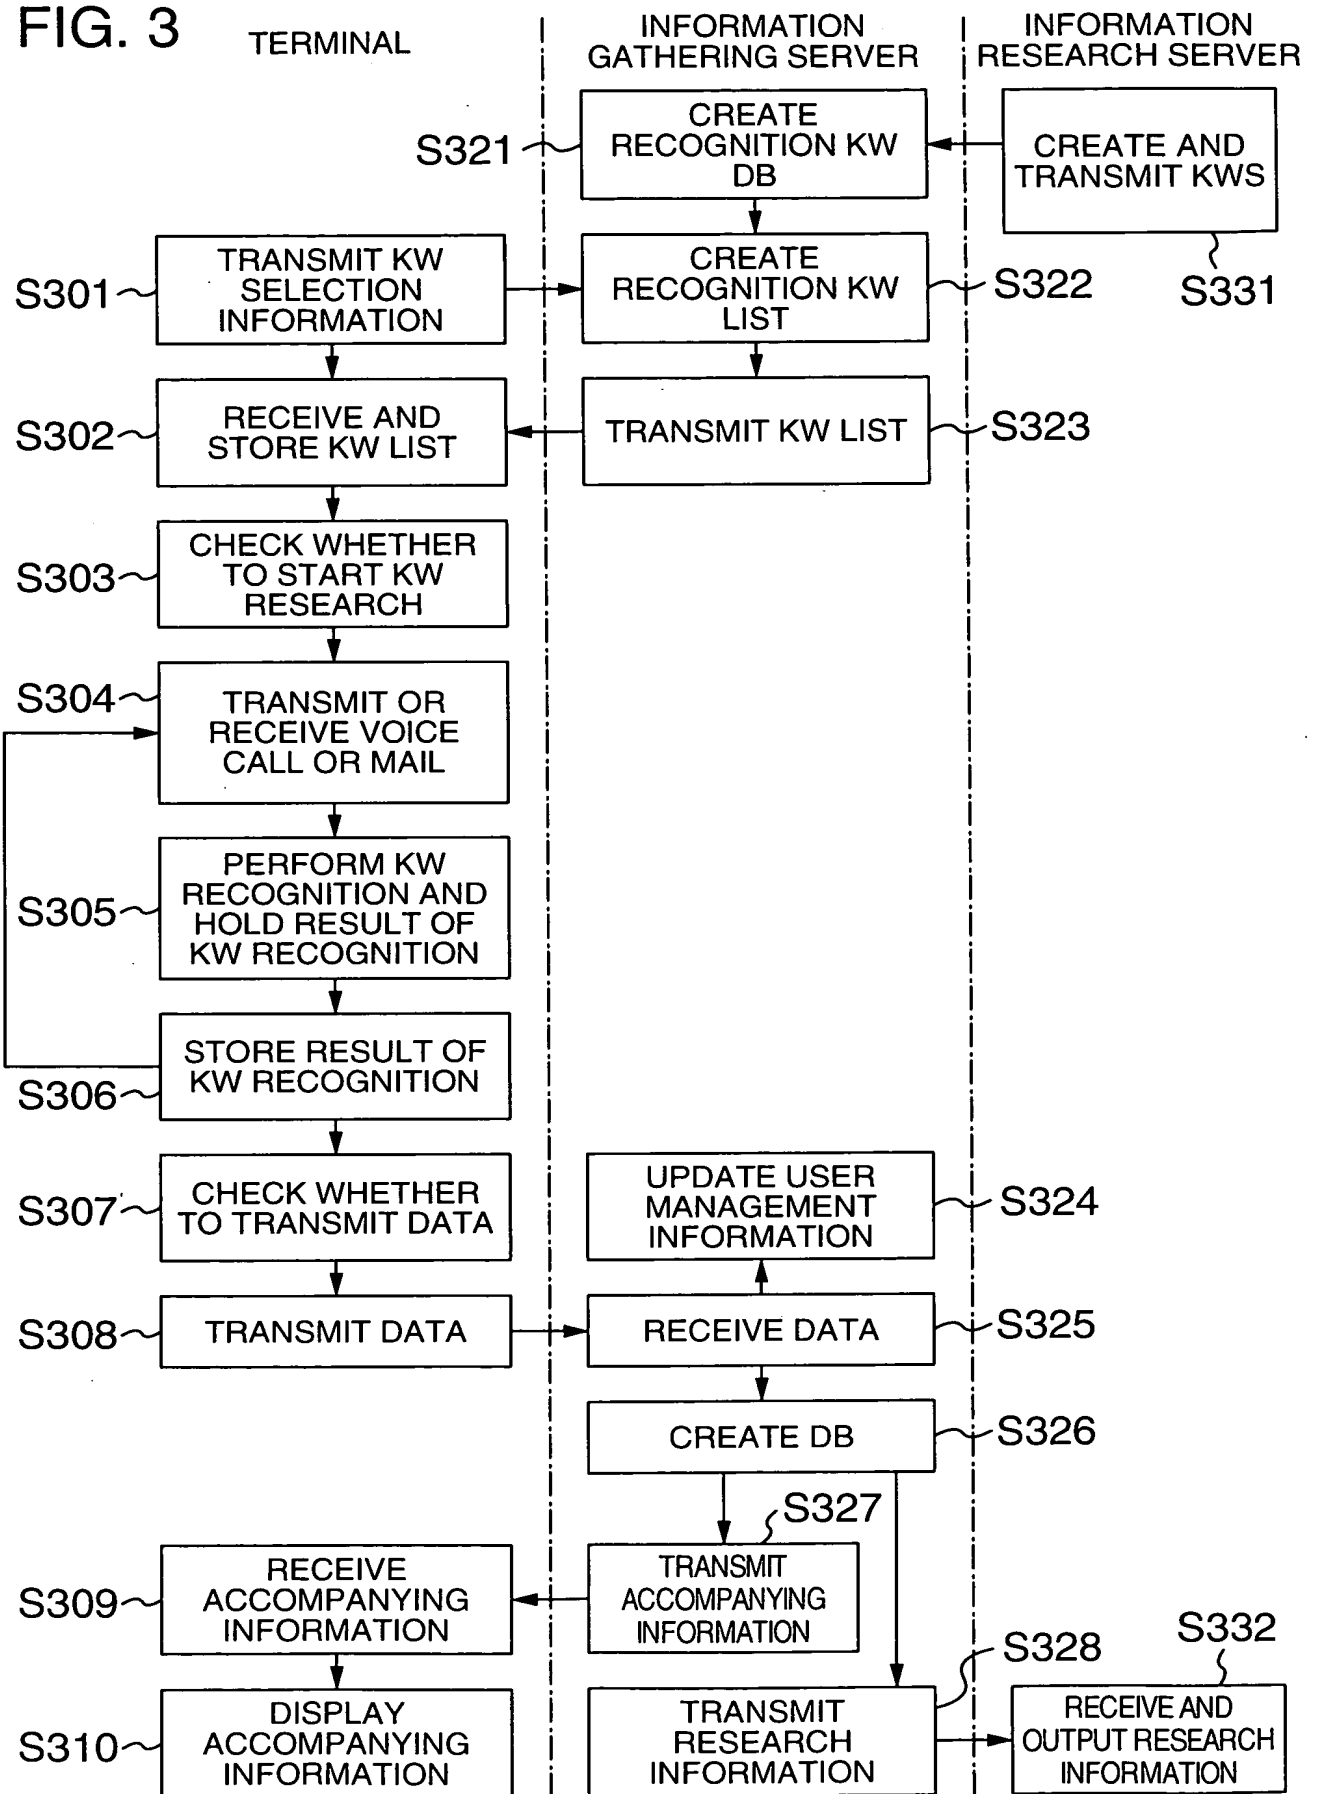 FIG. 3
TERMINAL
INFORMATION
GATHERING SERVER
INFORMATION
RESEARCH SERVER
S321
CREATE
RECOGNITION KW
DB
CREATE AND
TRANSMIT KWS
S331
S301
TRANSMIT KW
SELECTION
INFORMATION
CREATE
RECOGNITION KW
LIST
S322
S302
RECEIVE AND
STORE KW LIST
TRANSMIT KW LIST
S323
S303
CHECK WHETHER
TO START KW
RESEARCH
S304
TRANSMIT OR
RECEIVE VOICE
CALL OR MAIL
S305
PERFORM KW
RECOGNITION AND
HOLD RESULT OF
KW RECOGNITION
S306
STORE RESULT OF
KW RECOGNITION
S307
CHECK WHETHER
TO TRANSMIT DATA
UPDATE USER
MANAGEMENT
INFORMATION
S324
S308
TRANSMIT DATA
RECEIVE DATA
S325
CREATE DB
S326
S327
S309
RECEIVE
ACCOMPANYING
INFORMATION
TRANSMIT
ACCOMPANYING
INFORMATION
S328
S332
S310
DISPLAY
ACCOMPANYING
INFORMATION
TRANSMIT
RESEARCH
INFORMATION
RECEIVE AND
OUTPUT RESEARCH
INFORMATION